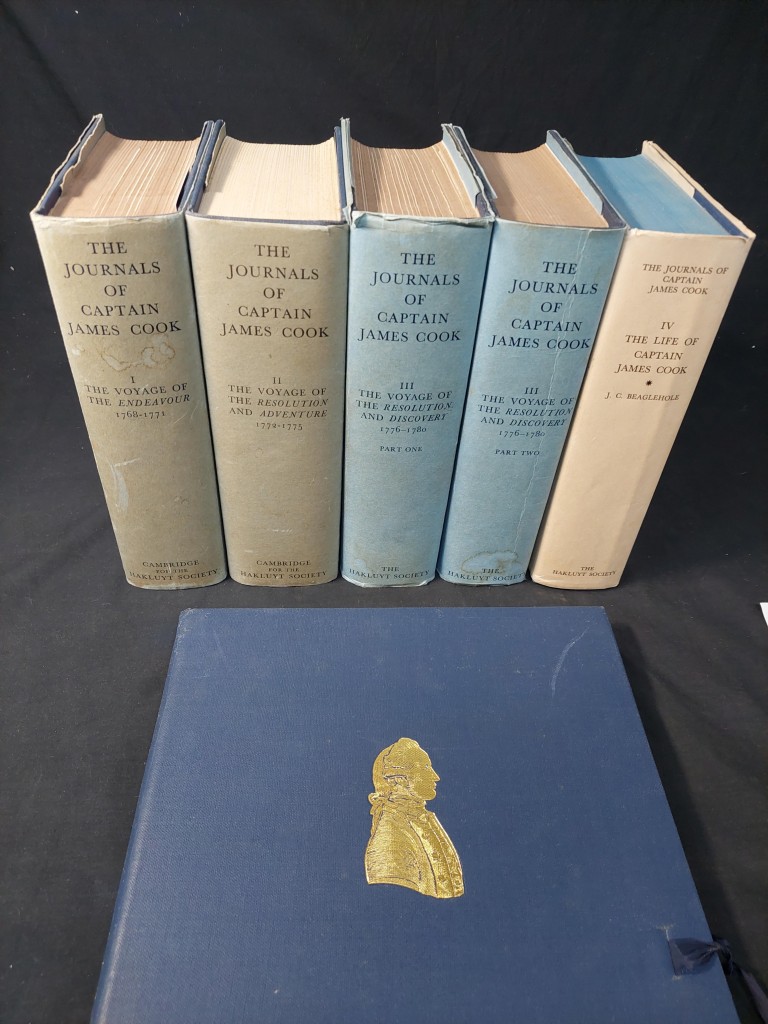 THE
JOURNALS
OF
CAPTAIN
JAMES COOK
I
THE VOYAGE OF
THE ENDEAVOUR
1768-1771
CAMBRIDGE
FOR THE
HAKLUYT SOCIETY
THE
JOURNALS
OF
CAPTAIN
JAMES COOK
II
THE VOYAGE OF
THE RESOLUTION
AND ADVENTURE
1772-1775
CAMBRIDGE
FOR THE
HAKLUYT SOCIETY
THE
JOURNALS
OF
CAPTAIN
JAMES COOK
III
THE VOYAGE OF
THE RESOLUTION
AND DISCOVERY
1776-1780
PART ONE
THE
HAKLUYT SOCIETY
THE
JOURNALS
OF
CAPTAIN
JAMES COOK
III
THE VOYAGE OF
THE RESOLUTION
AND DISCOVERY
1776-1780
PART TWO
THE
HAKLUYT SOCIETY
THE JOURNALS OF
CAPTAIN
JAMES COOK
IV
THE LIFE OF
CAPTAIN
JAMES COOK
J. C. BEAGLEHOLE
THE
HAKLUYT SOCIETY